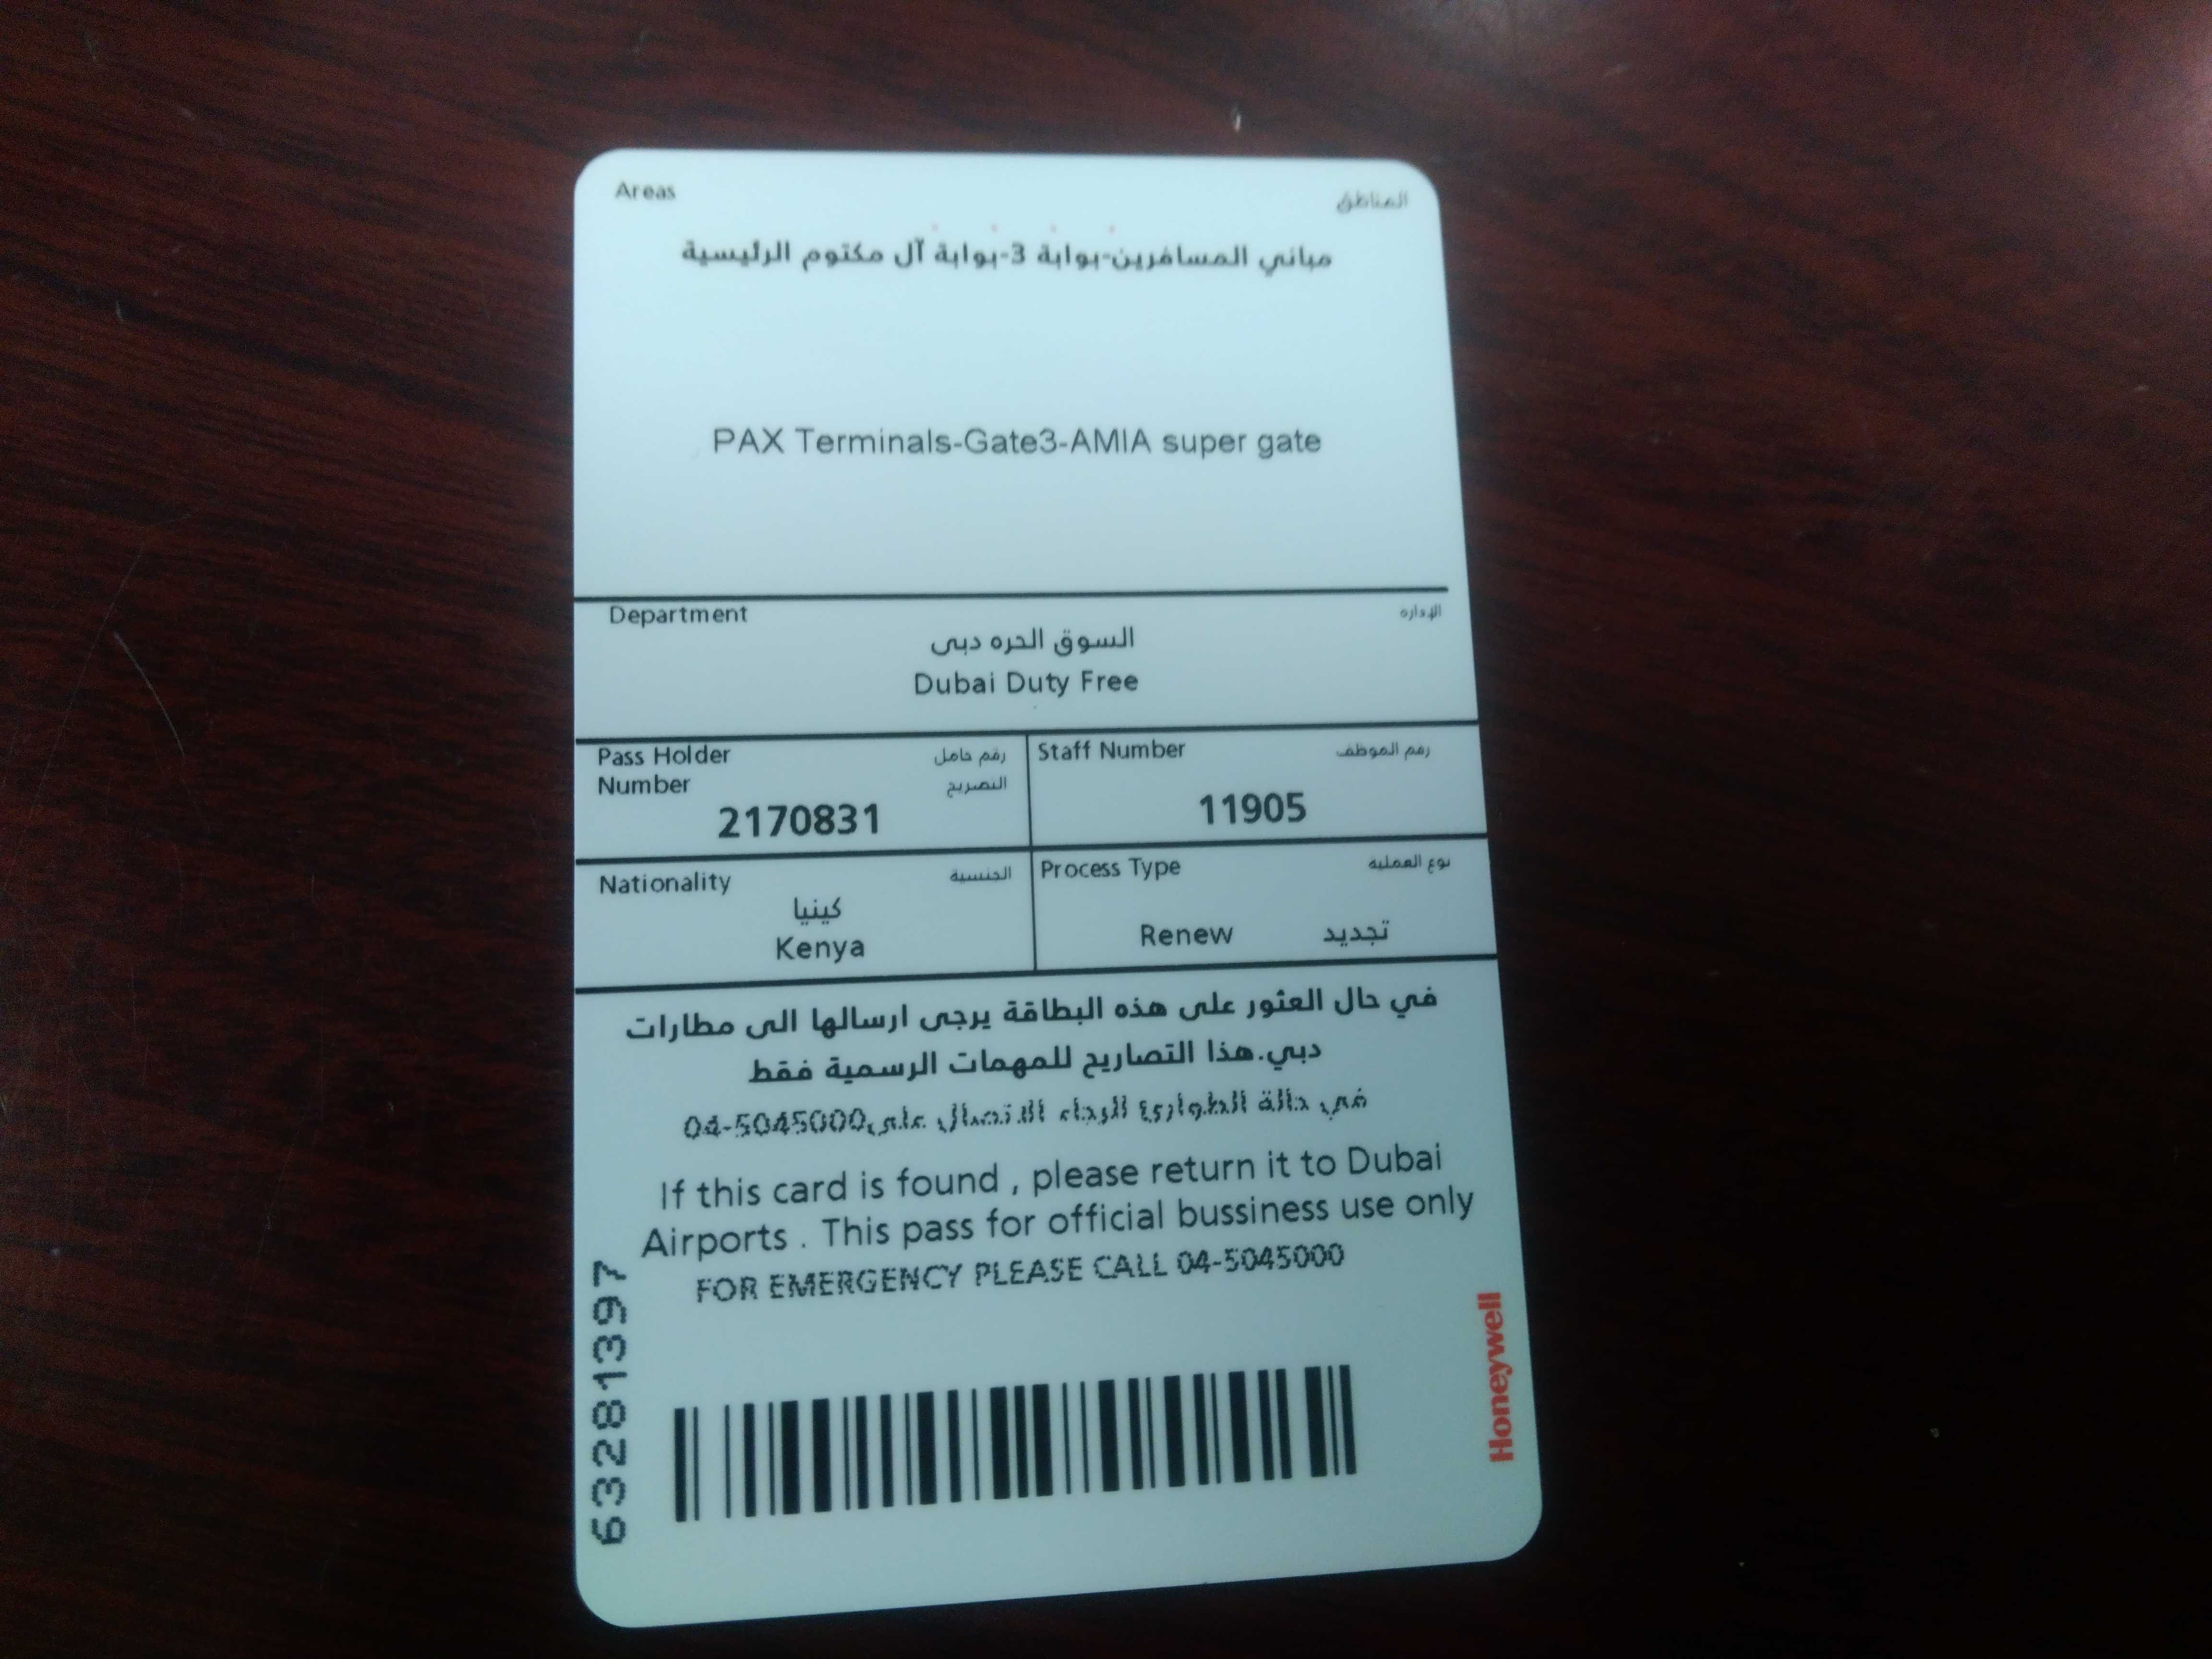 Areas المناطق
مباني المسافرين-بوابة 3-بوابة آل مكتوم الرئيسية
PAX Terminals-Gate3-AMIA super gate
Department الإداره
السوق الحره دبى
Dubai Duty Free
Pass Holder رقم حامل
Number التصريح
2170831
Staff Number رقم الموظف
11905
Nationality الجنسية
كينيا
Kenya
Process Type نوع العملية
Renew تجديد
في حال العثور على هذه البطاقة يرجى ارسالها الى مطارات
دبي.هذا التصاريح للمهمات الرسمية فقط
في حالة الطوارئ الرجاء الاتصال على04-5045000
If this card is found , please return it to Dubai
Airports . This pass for official bussiness use only
FOR EMERGENCY PLEASE CALL 04-5045000
63281397
Honeywell